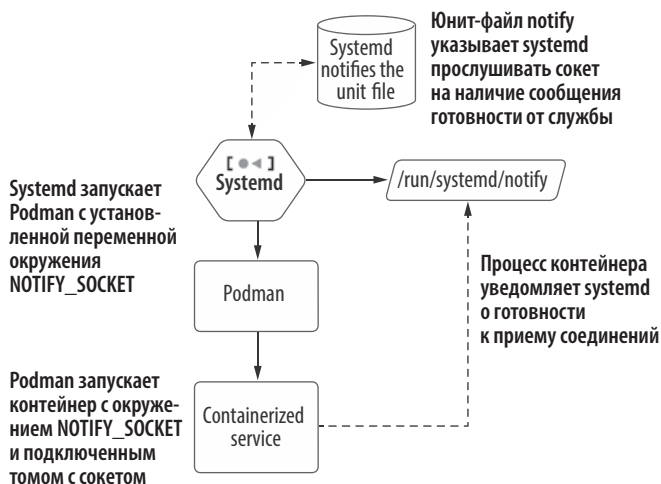 Юнит-файл notify
указывает systemd
прослушивать сокет
на наличие сообщения
готовности от службы
Systemd
notifies the
unit file
Systemd
/run/systemd/notify
Systemd запускает
Podman с установ-
ленной переменной
окружения
NOTIFY_SOCKET
Podman
Процесс контейнера
уведомляет systemd
о готовности
к приему соединений
Podman запускает
контейнер с окруже-
нием NOTIFY_SOCKET
и подключенным
томом с сокетом
Containerized
service